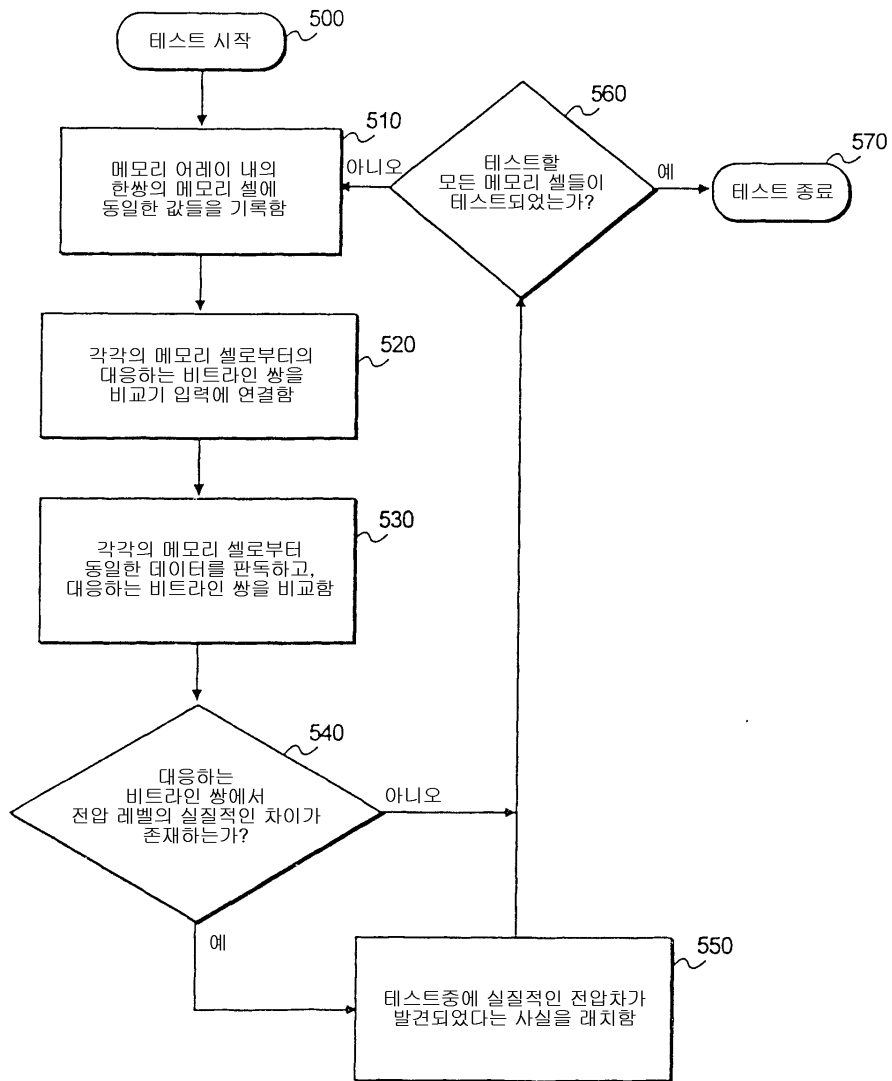 테스트 시작
500
510
메모리 어레이 내의
한쌍의 메모리 셀에
동일한 값들을 기록함
아니오
560
테스트할
모든 메모리 셀들이
테스트되었는가?
예
570
테스트 종료
520
각각의 메모리 셀로부터의
대응하는 비트라인 쌍을
비교기 입력에 연결함
530
각각의 메모리 셀로부터
동일한 데이터를 판독하고,
대응하는 비트라인 쌍을 비교함
540
대응하는
비트라인 쌍에서
전압 레벨의 실질적인 차이가
존재하는가?
아니오
예
550
테스트중에 실질적인 전압차가
발견되었다는 사실을 래치함